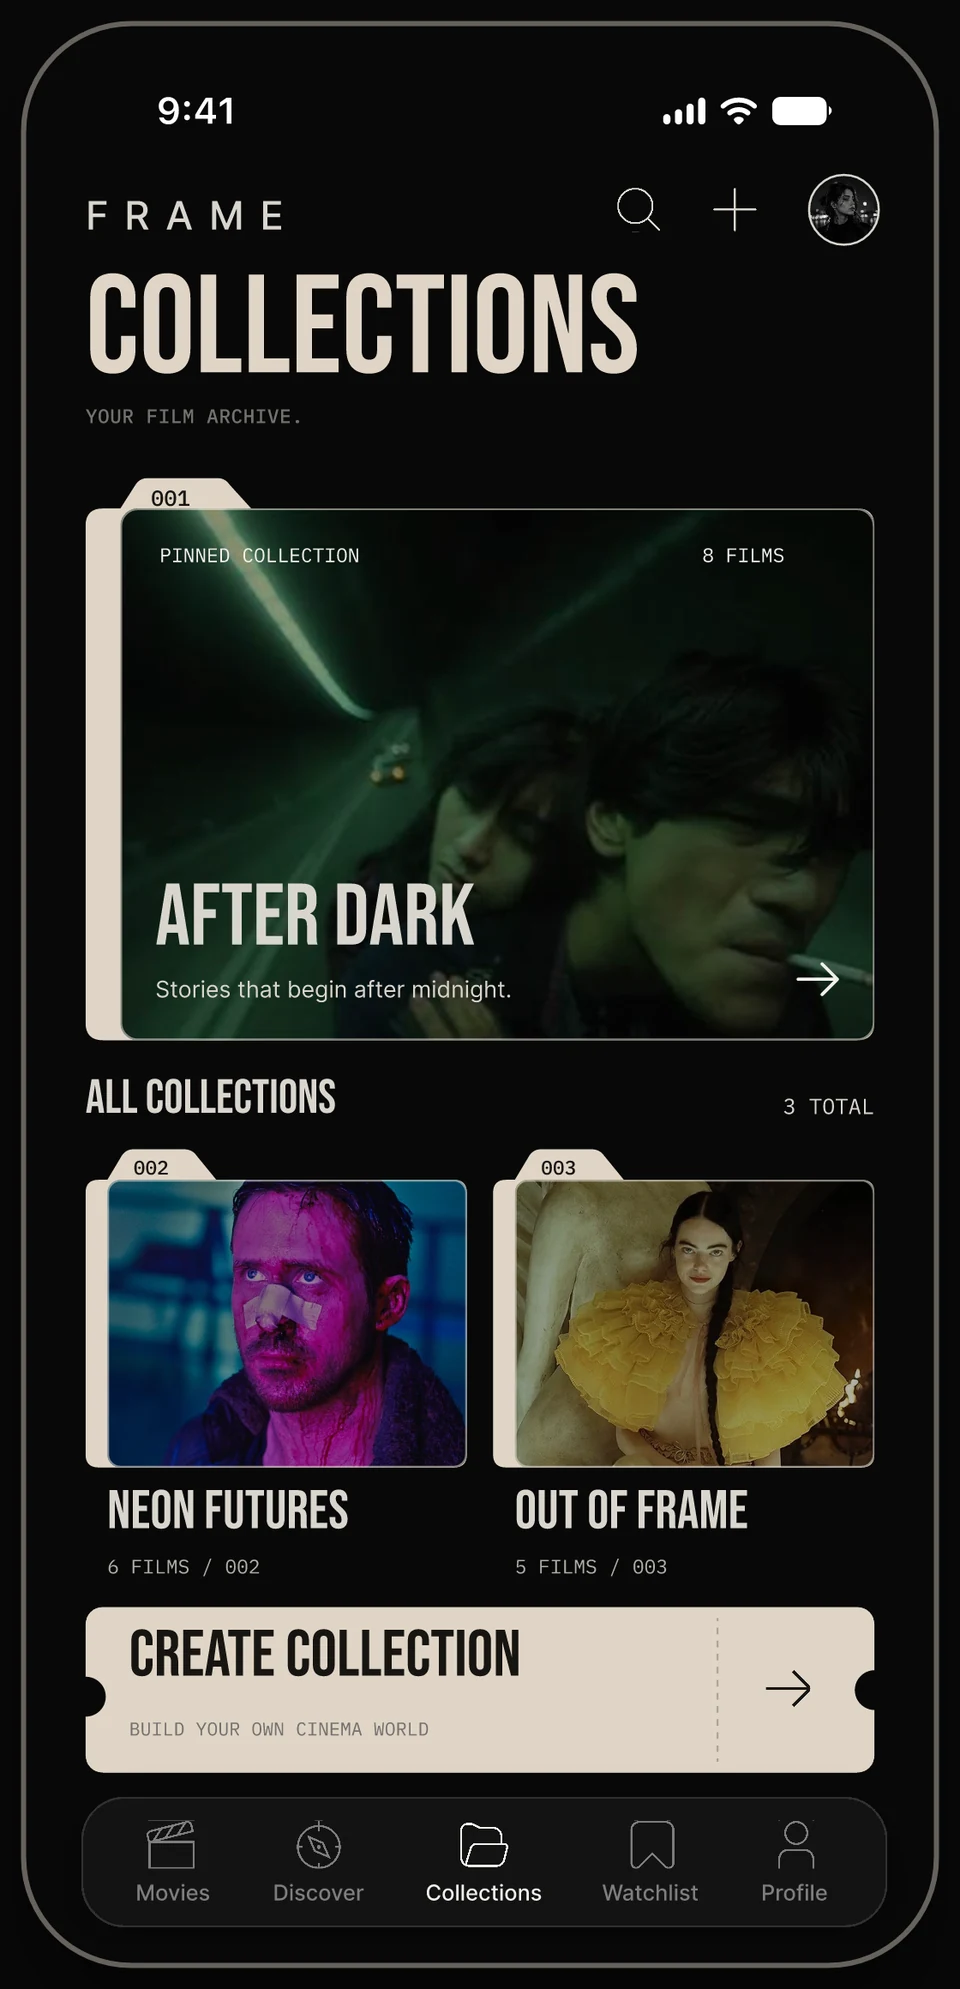 9:41
FRAME
COLLECTIONS
YOUR FILM ARCHIVE.
001
PINNED COLLECTION
8 FILMS
AFTER DARK
Stories that begin after midnight.
ALL COLLECTIONS
3 TOTAL
002
003
NEON FUTURES
OUT OF FRAME
6 FILMS / 002
5 FILMS / 003
CREATE COLLECTION
BUILD YOUR OWN CINEMA WORLD
Movies
Discover
Collections
Watchlist
Profile